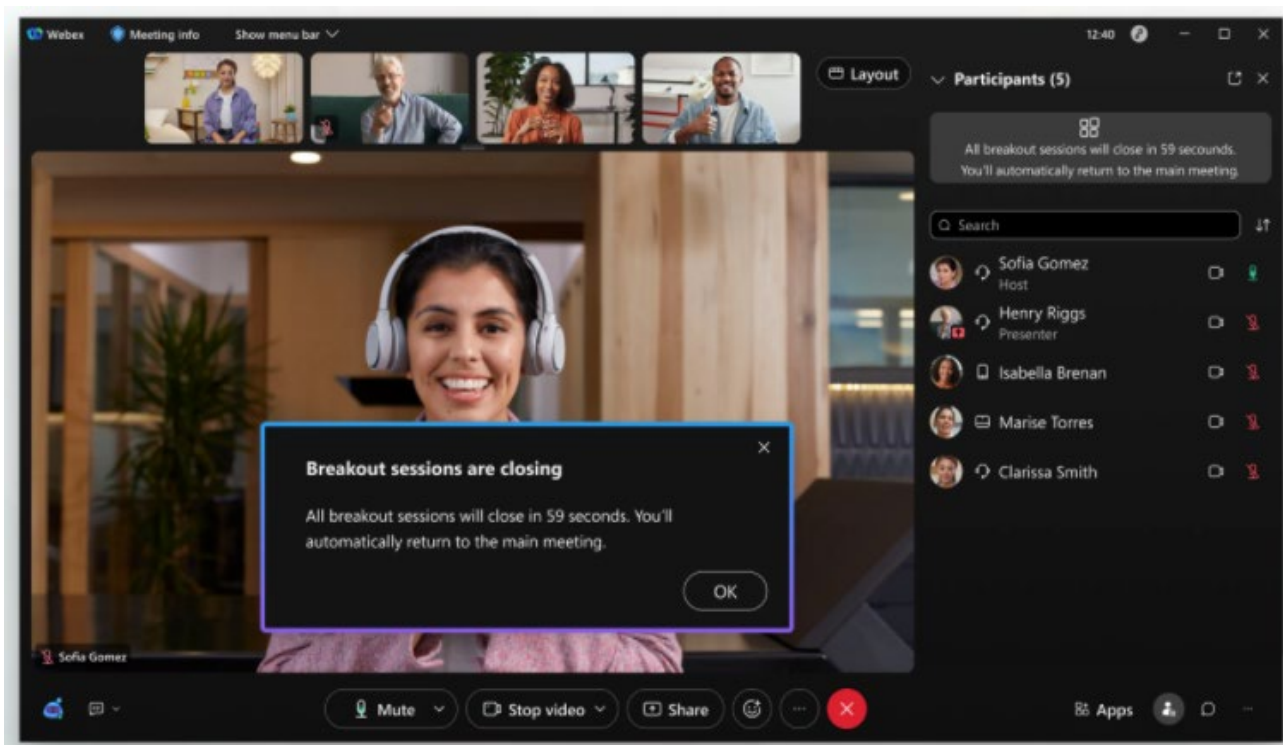 Webex Meeting info Show menu bar 12:40
Layout
Participants (5)
All breakout sessions will close in 59 secounds.
You'll automatically return to the main meeting.
Search
Sofia Gomez
Host
Henry Riggs
Presenter
Isabella Brenan
Marise Torres
Clarissa Smith
Breakout sessions are closing
All breakout sessions will close in 59 seconds. You'll
automatically return to the main meeting.
OK
Sofia Gomez
Mute Stop video Share Apps